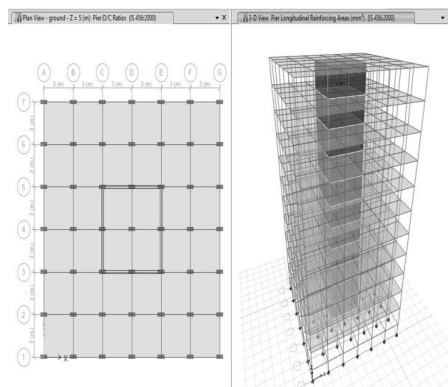 Plan View - ground - Z = 5 (m) Pier D/C Ratios (IS 456:2000)
A B C D E F G
3 (m) 3 (m) 3 (m) 3 (m) 3 (m) 3 (m)
7
6
5
4
3
2
1
X
3-D View Pier Longitudinal Reinforcing Areas (mm²) (IS 456:2000)